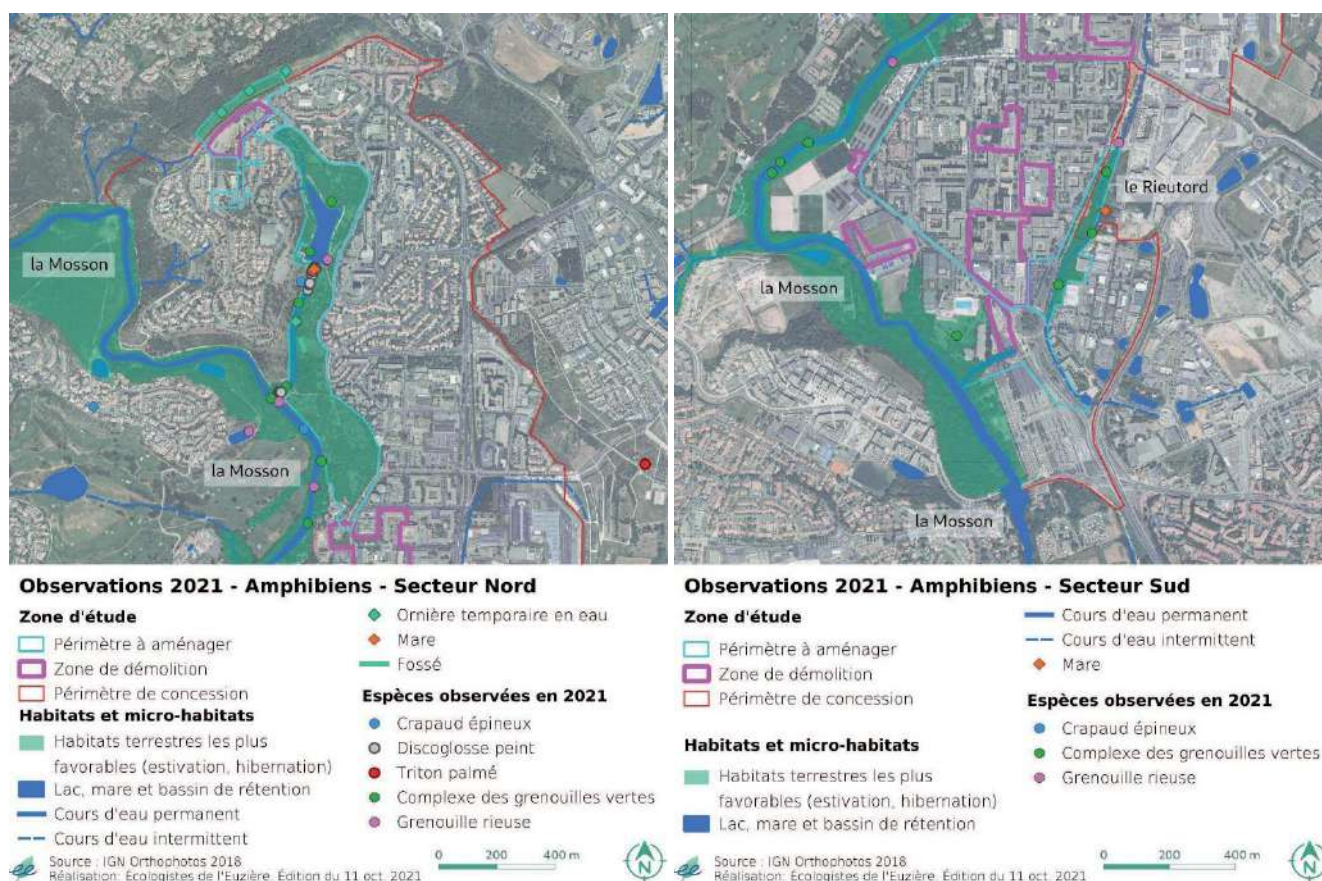 la Mosson
la Mosson
Observations 2021 - Amphibiens - Secteur Nord
Zone d'étude
Périmètre à aménager
Zone de démolition
Périmètre de concession
Habitats et micro-habitats
Habitats terrestres les plus
favorables (estivation, hibernation)
Lac, mare et bassin de rétention
Cours d'eau permanent
Cours d'eau intermittent
Ornière temporaire en eau
Mare
Fossé
Espèces observées en 2021
Crapaud épineux
Discoglosse peint
Triton palmé
Complexe des grenouilles vertes
Grenouille rieuse
ee
Source : IGN Orthophotos 2018
Réalisation: Écologistes de l'Euzière. Édition du 11 oct. 2021
0 200 400 m
N
le Rieutord
la Mosson
la Mosson
Observations 2021 - Amphibiens - Secteur Sud
Zone d'étude
Périmètre à aménager
Zone de démolition
Périmètre de concession
Habitats et micro-habitats
Habitats terrestres les plus
favorables (estivation, hibernation)
Lac, mare et bassin de rétention
Cours d'eau permanent
Cours d'eau intermittent
Mare
Espèces observées en 2021
Crapaud épineux
Complexe des grenouilles vertes
Grenouille rieuse
ee
Source : IGN Orthophotos 2018
Réalisation: Écologistes de l'Euzière. Édition du 11 oct. 2021
0 200 400 m
N